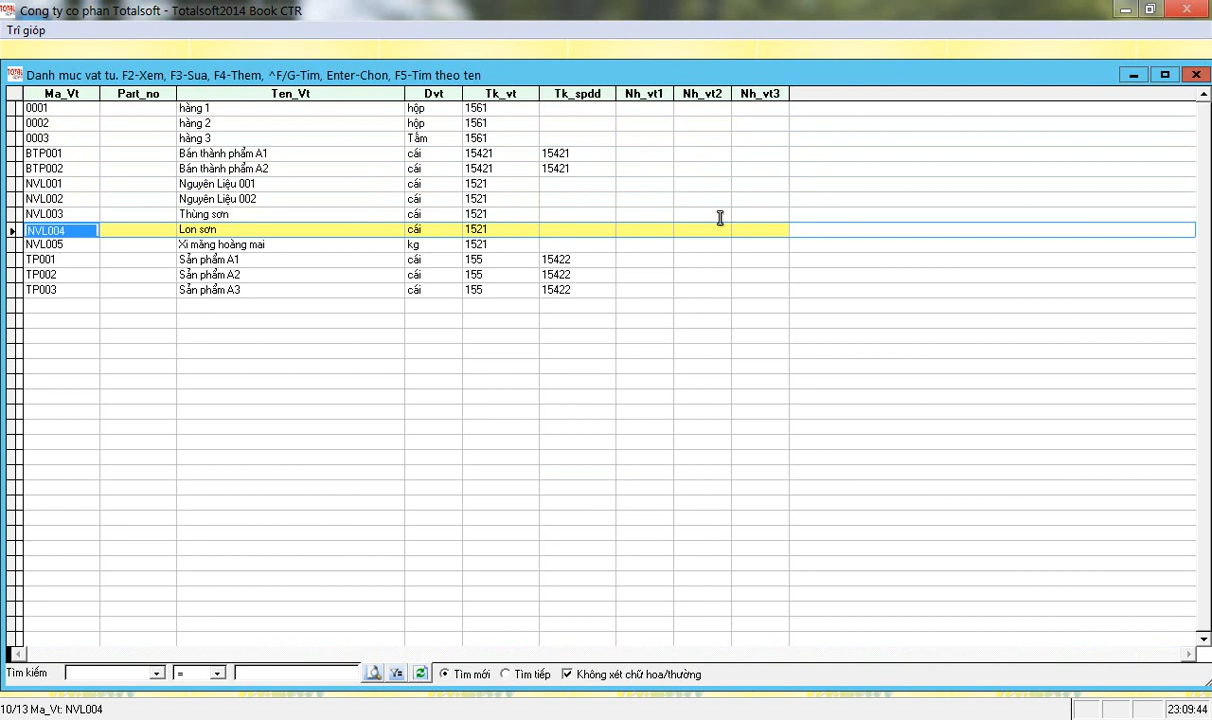 Cong ty co phan Totalsoft - Totalsoft2014 Book CTR
Trî gióp
Danh muc vat tu. F2-Xem, F3-Sua, F4-Them, ^F/G-Tim, Enter-Chon, F5-Tim theo ten
Ma_Vt Part_no Ten_Vt Dvt Tk_vt Tk_spdd Nh_vt1 Nh_vt2 Nh_vt3
0001 hàng 1 hộp 1561
0002 hàng 2 hộp 1561
0003 hàng 3 Tấm 1561
BTP001 Bán thành phẩm A1 cái 15421 15421
BTP002 Bán thành phẩm A2 cái 15421 15421
NVL001 Nguyên Liệu 001 cái 1521
NVL002 Nguyên Liệu 002 cái 1521
NVL003 Thùng sơn cái 1521
NVL004 Lon sơn cái 1521
NVL005 Xi măng hoàng mai kg 1521
TP001 Sản phẩm A1 cái 155 15422
TP002 Sản phẩm A2 cái 155 15422
TP003 Sản phẩm A3 cái 155 15422
Tìm kiếm = Tìm mới Tìm tiếp Không xét chữ hoa/thường
10/13 Ma_Vt: NVL004 23:09:44